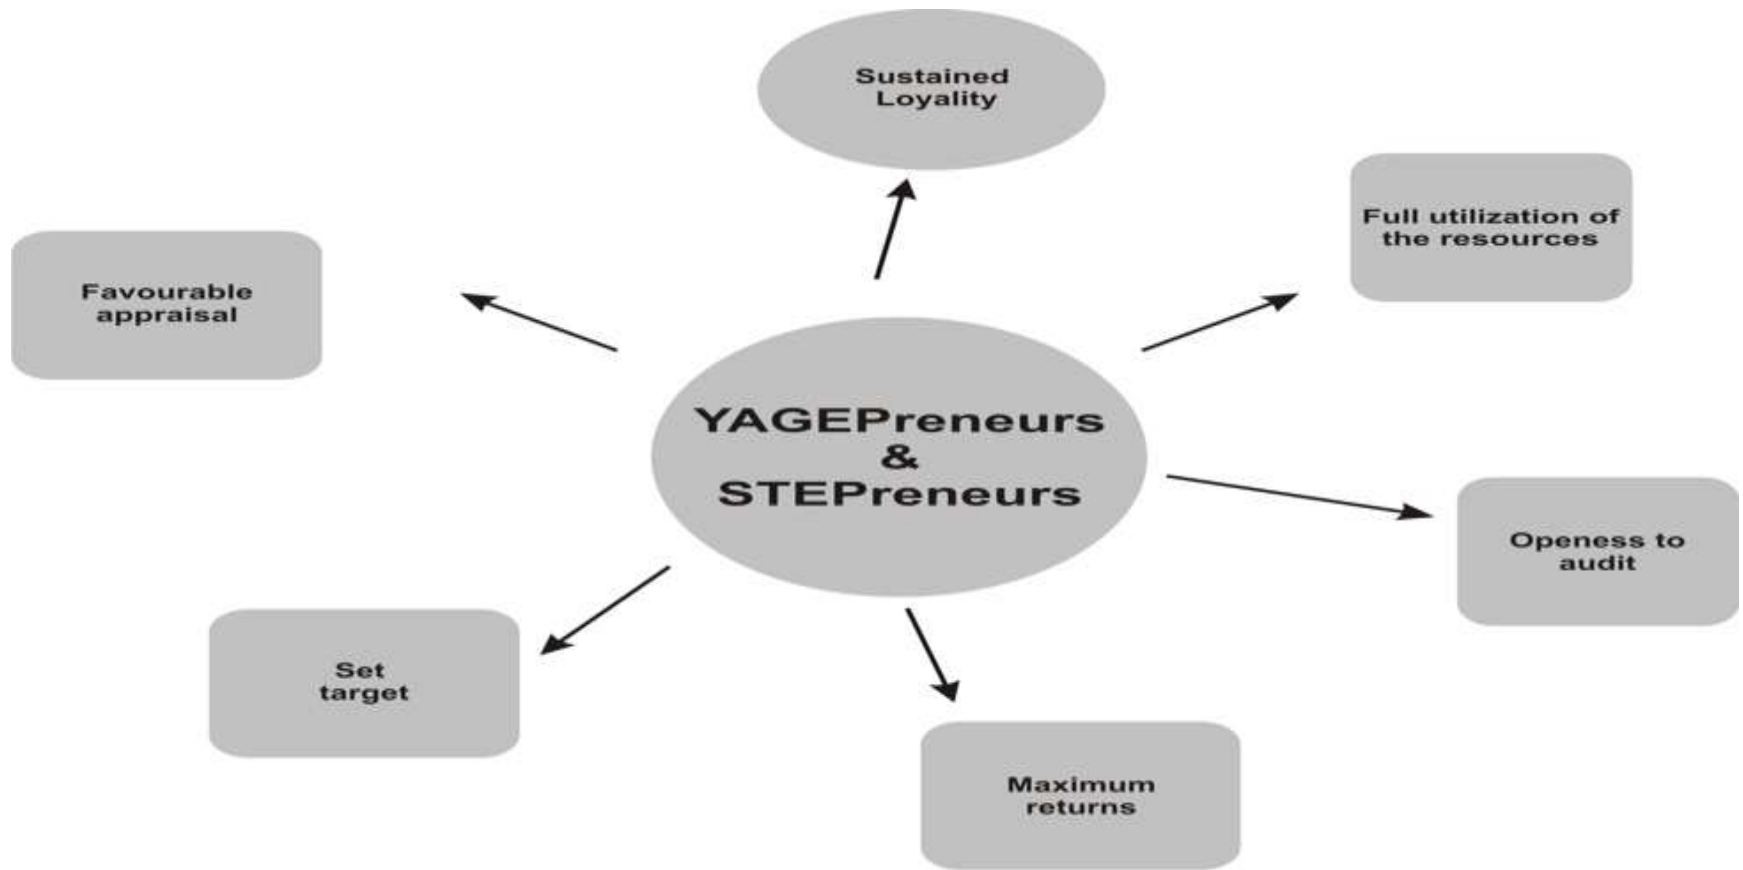 Sustained
Loyality
Full utilization of
the resources
Favourable
appraisal
YAGEPreneurs
&
STEPreneurs
Openess to
audit
Set
target
Maximum
returns